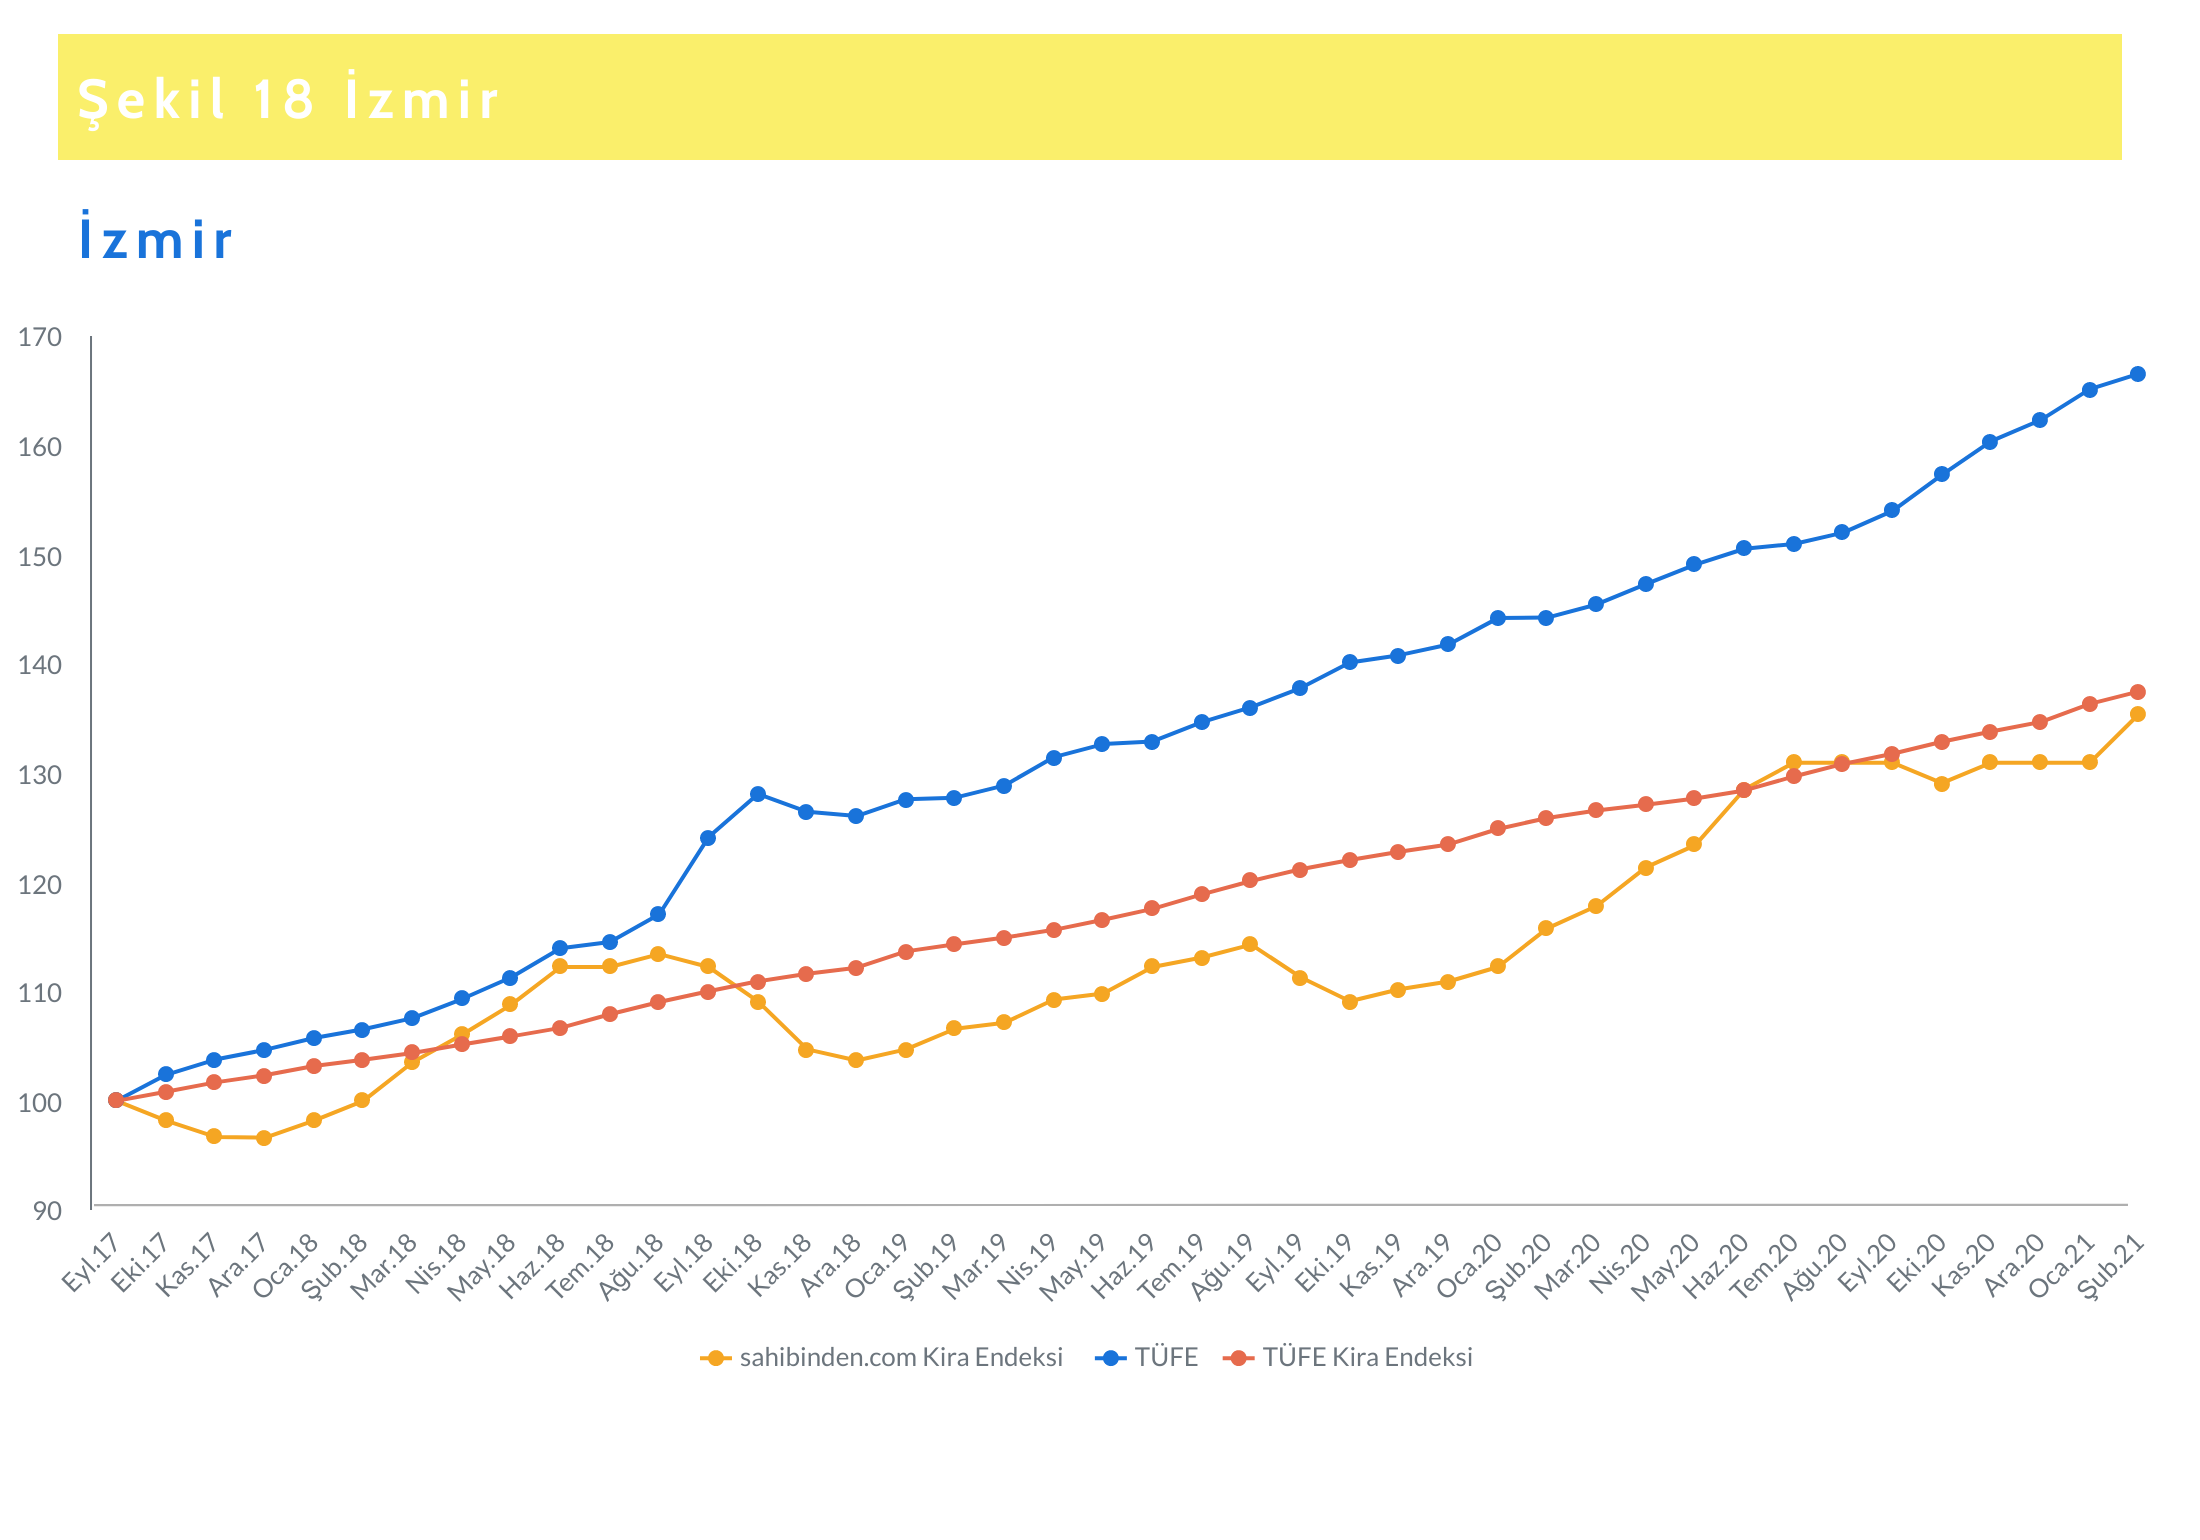 Şekil 18 İzmir
İzmir
170
160
150
140
130
120
110
100
90
Eyl.17 Eki.17 Kas.17 Ara.17 Oca.18 Şub.18 Mar.18 Nis.18 May.18 Haz.18 Tem.18 Ağu.18 Eyl.18 Eki.18 Kas.18 Ara.18 Oca.19 Şub.19 Mar.19 Nis.19 May.19 Haz.19 Tem.19 Ağu.19 Eyl.19 Eki.19 Kas.19 Ara.19 Oca.20 Şub.20 Mar.20 Nis.20 May.20 Haz.20 Tem.20 Ağu.20 Eyl.20 Eki.20 Kas.20 Ara.20 Oca.21 Şub.21
sahibinden.com Kira Endeksi TÜFE TÜFE Kira Endeksi